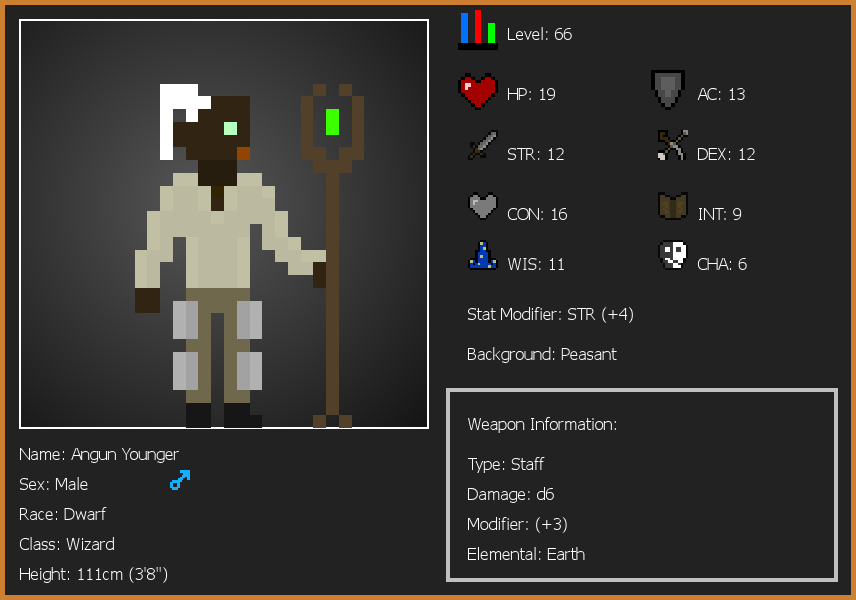 Level: 66
HP: 19
AC: 13
STR: 12
DEX: 12
CON: 16
INT: 9
WIS: 11
CHA: 6
Stat Modifier: STR (+4)
Background: Peasant
Weapon Information:
Type: Staff
Damage: d6
Modifier: (+3)
Elemental: Earth
Name: Angun Younger
Sex: Male
Race: Dwarf
Class: Wizard
Height: 111cm (3'8")